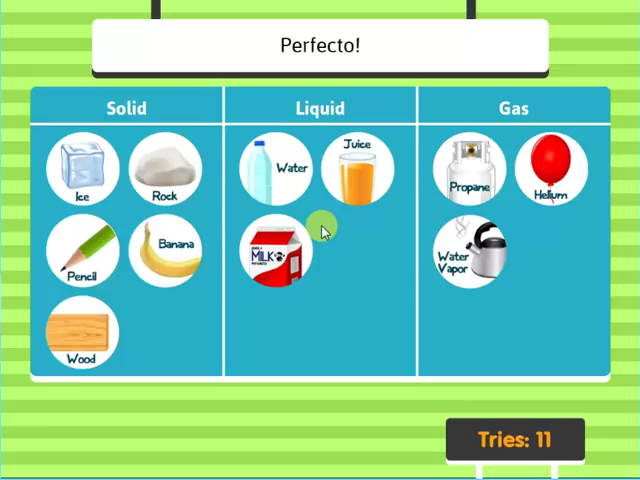 Perfecto!
Solid
Liquid
Gas
Ice
Rock
Water
Juice
Propane
Helium
Pencil
Banana
MILK
Water
Vapor
Wood
Tries: 11